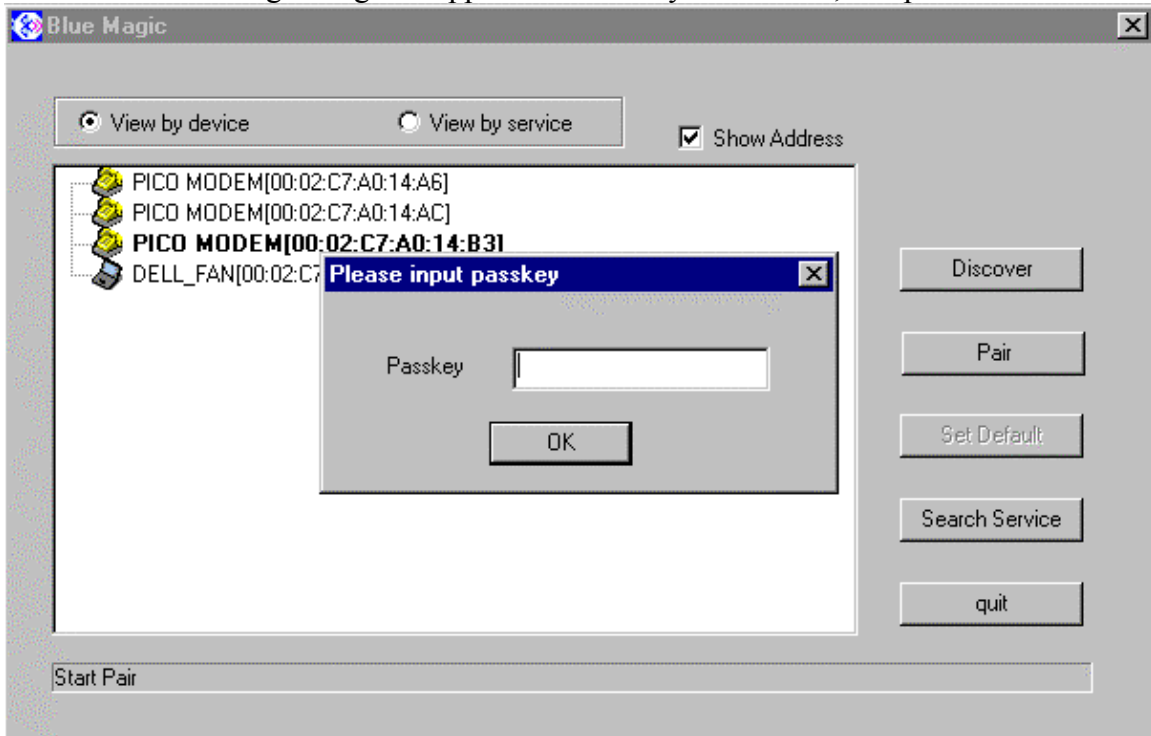 Blue Magic
View by device
View by service
Show Address
PICO MODEM[00:02:C7:A0:14:A6]
PICO MODEM[00:02:C7:A0:14:AC]
PICO MODEM[00:02:C7:A0:14:B3]
DELL_FAN[00:02:C7
Please input passkey
Passkey
OK
Discover
Pair
Set Default
Search Service
quit
Start Pair